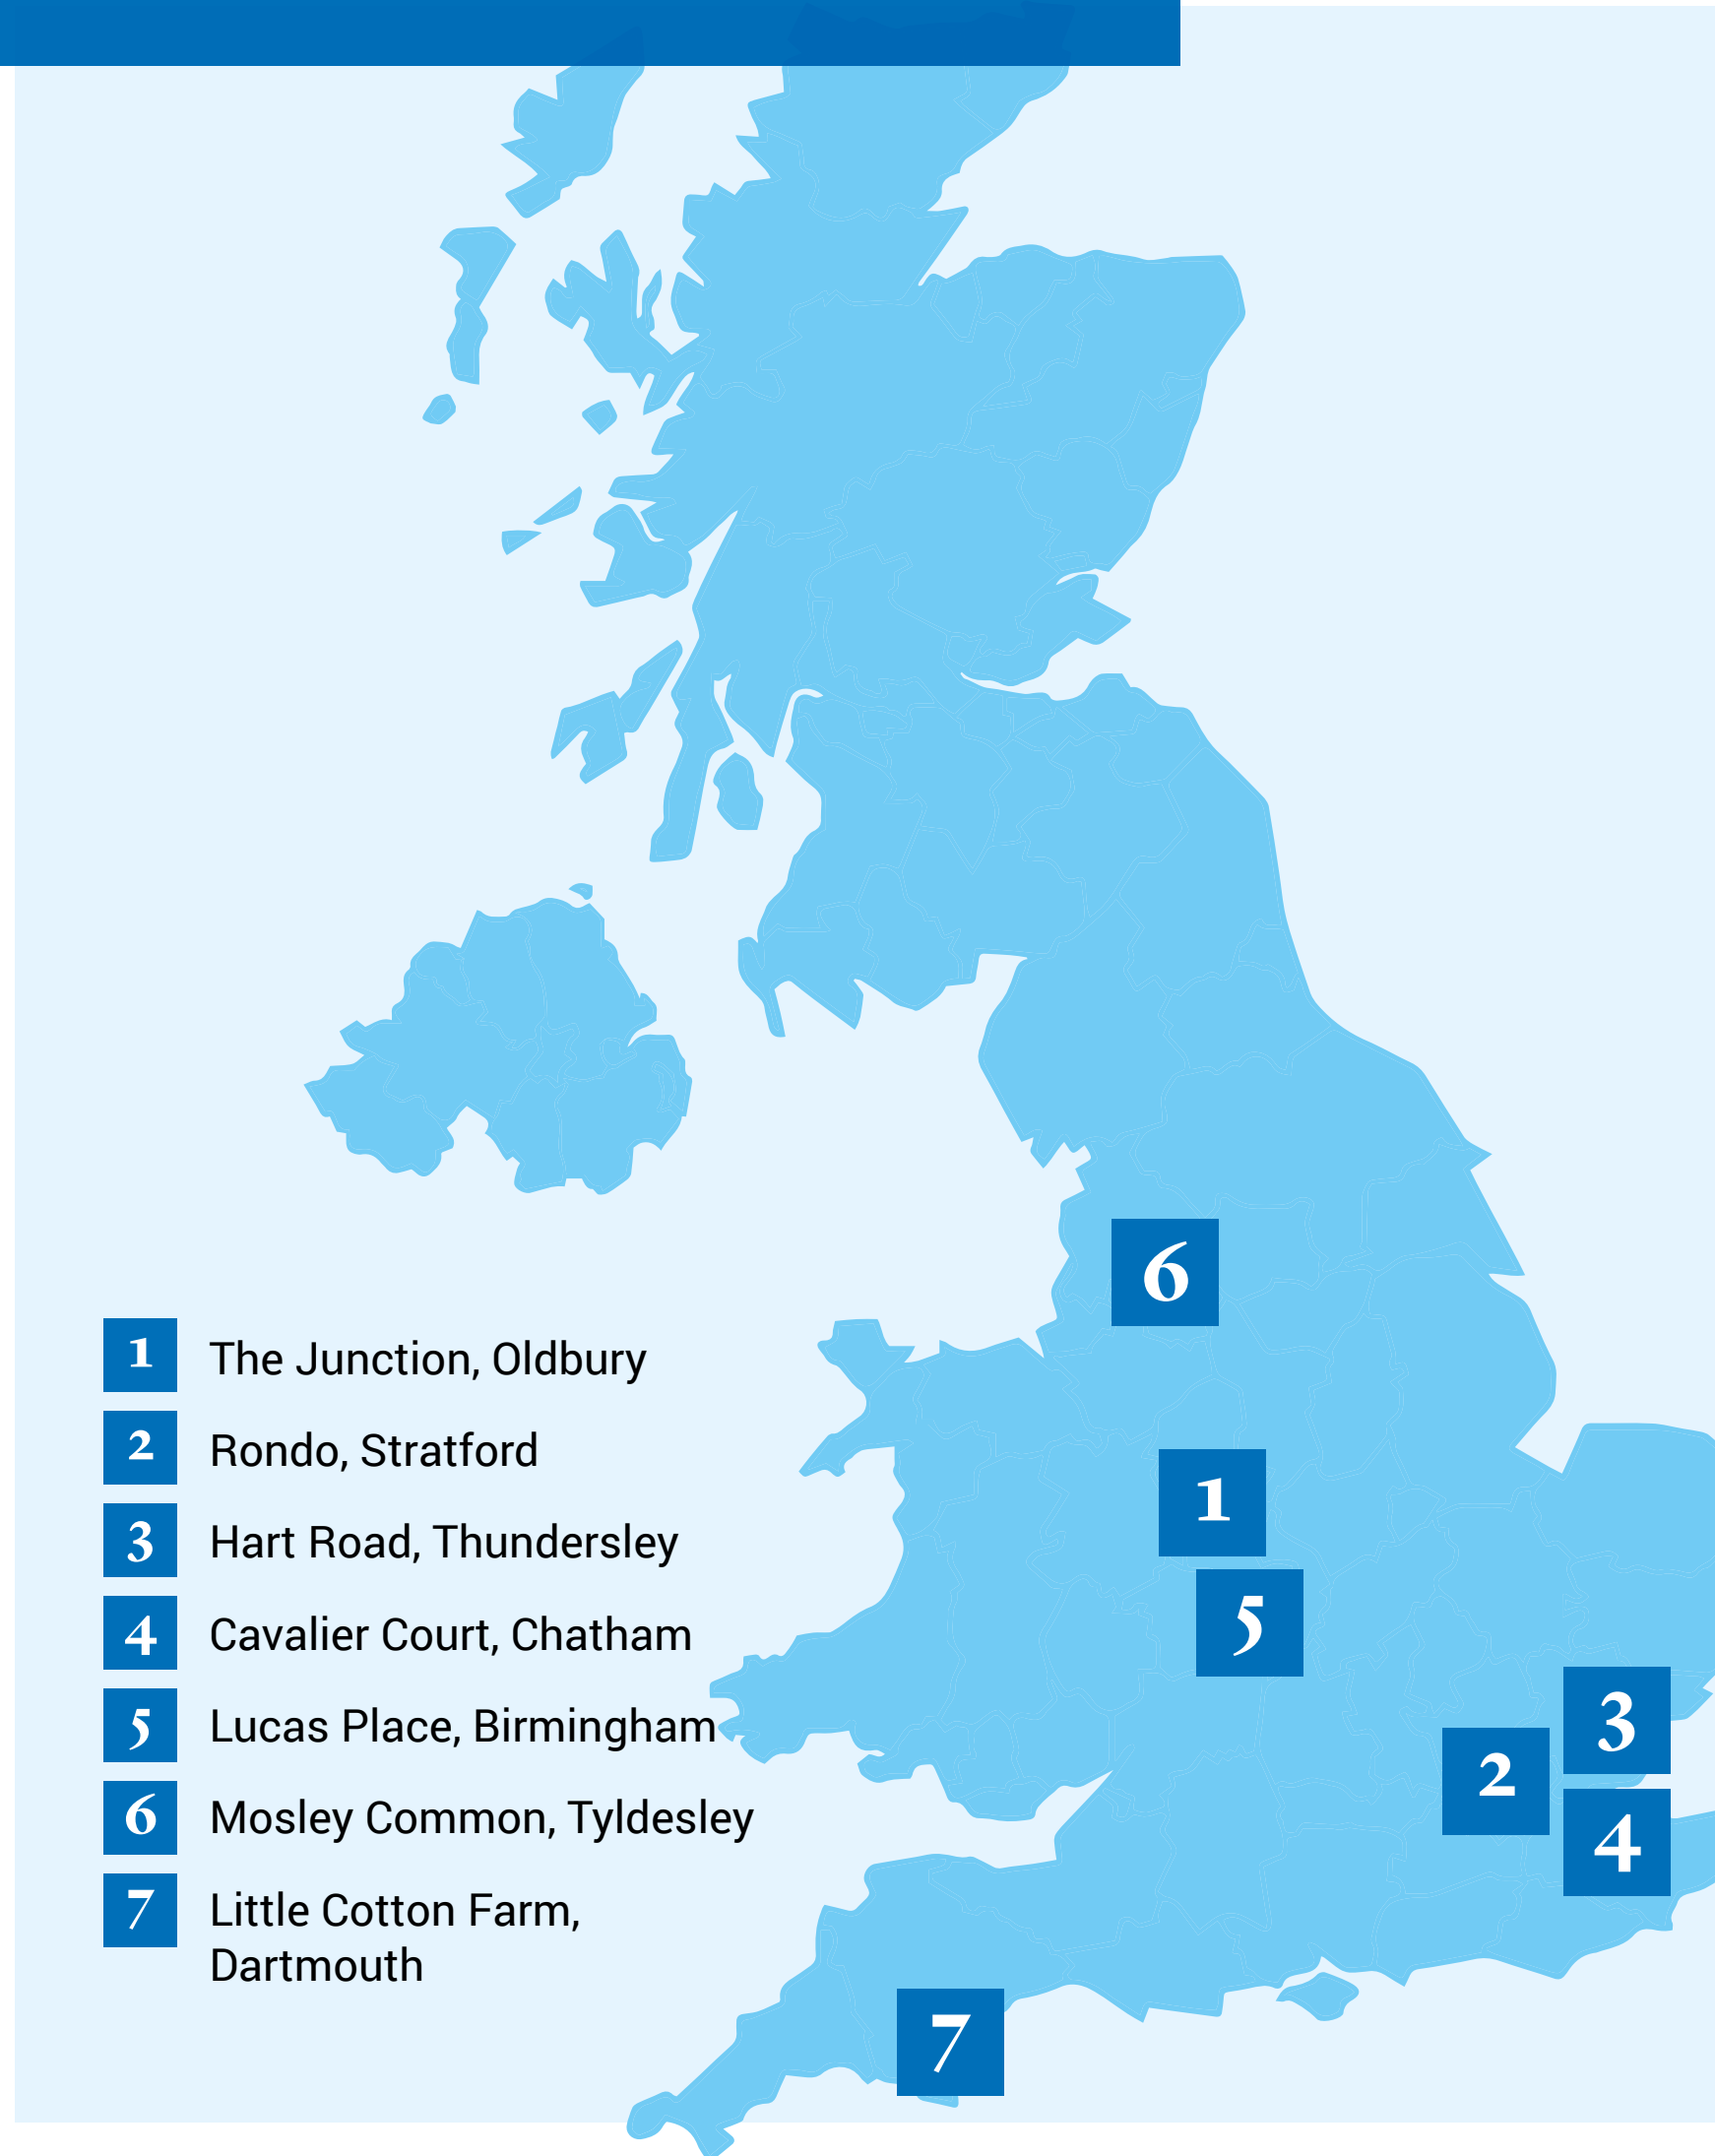 6
1 The Junction, Oldbury
2 Rondo, Stratford
3 Hart Road, Thundersley
4 Cavalier Court, Chatham
5 Lucas Place, Birmingham
6 Mosley Common, Tyldesley
7 Little Cotton Farm,
Dartmouth
1
5
3
2
4
7